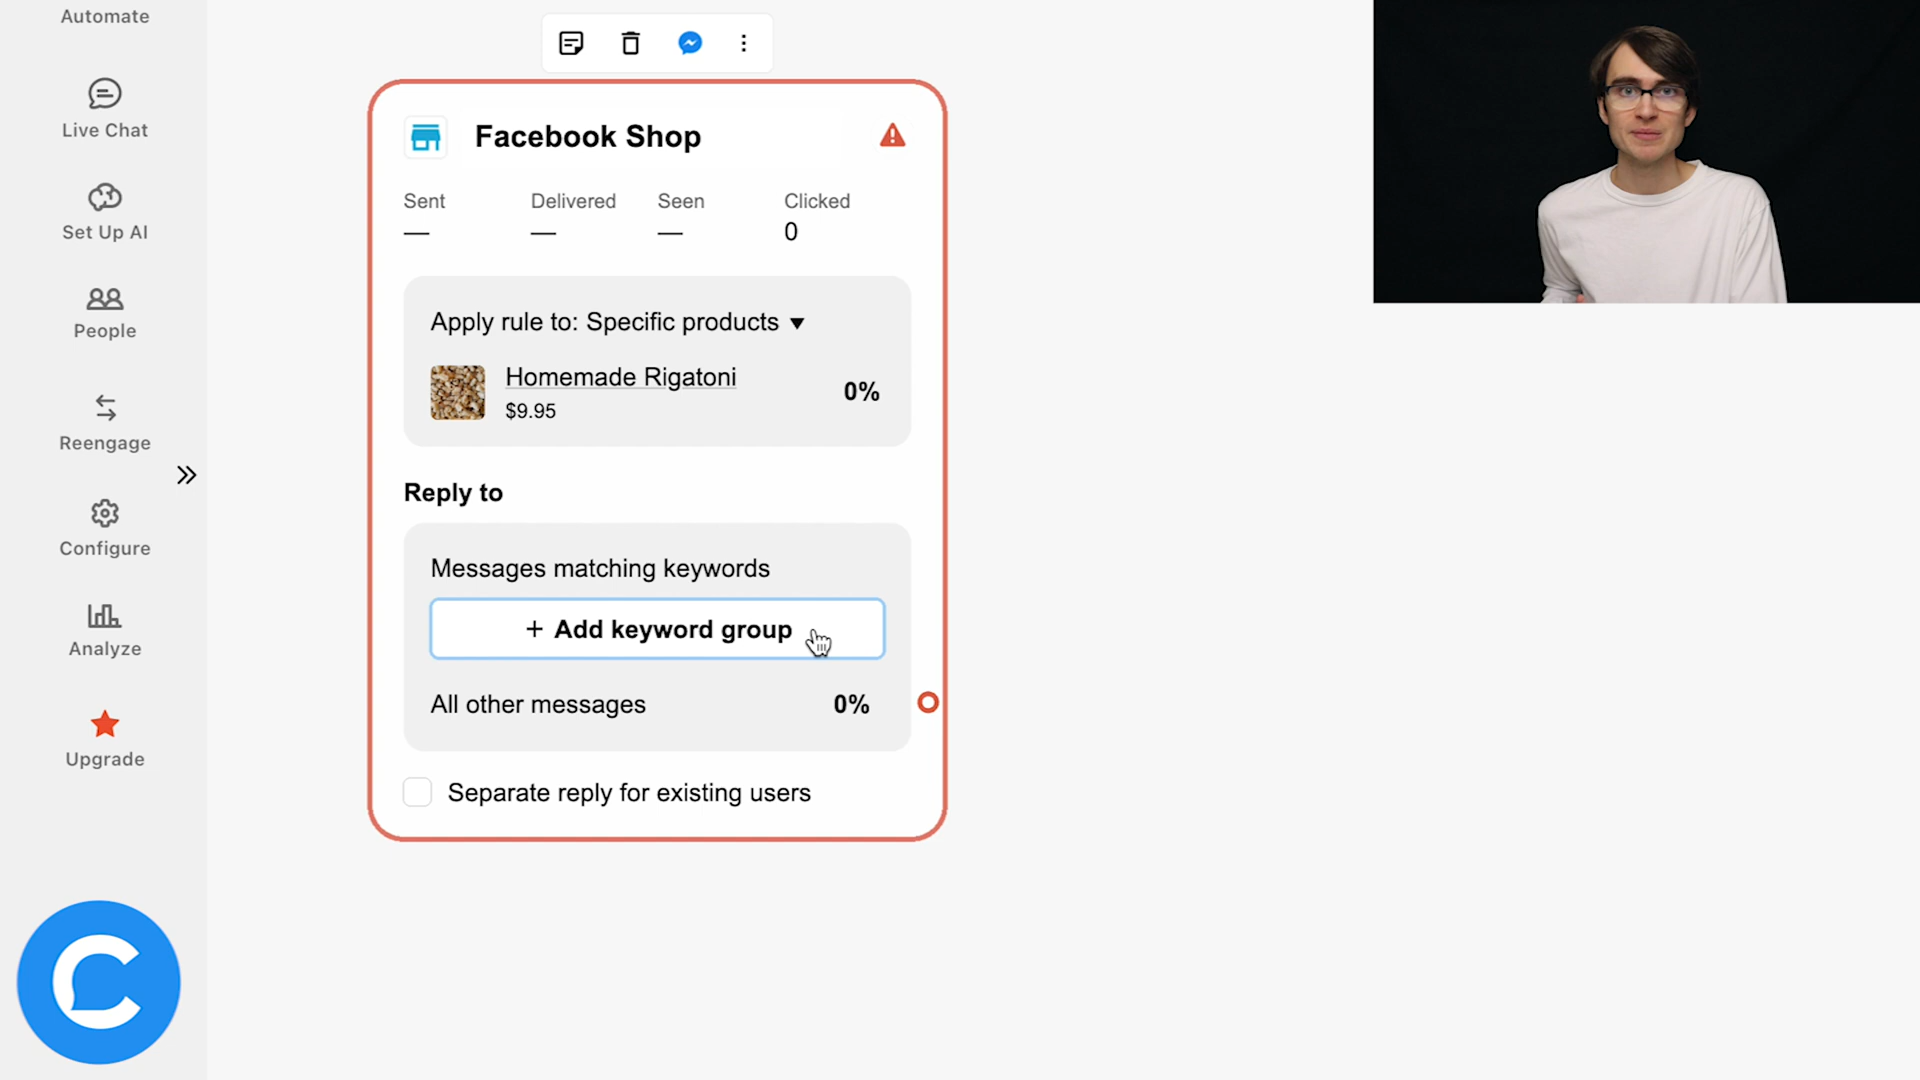 Automate
Live Chat
Set Up AI
People
Reengage
Configure
Analyze
Upgrade
Facebook Shop
Sent Delivered Seen Clicked
— — — 0
Apply rule to: Specific products ▼
Homemade Rigatoni
$9.95
0%
Reply to
Messages matching keywords
+ Add keyword group
All other messages 0%
Separate reply for existing users